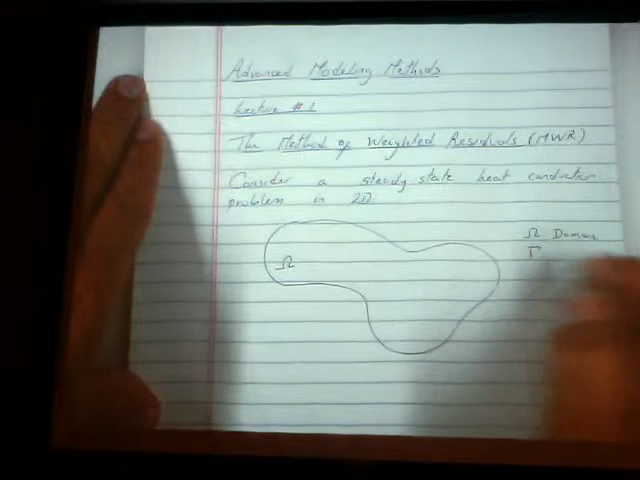 Advanced Modeling Methods
Lecture #1
The Method of Weighted Residuals (MWR)
Consider a steady state heat conduction
problem in 2D
Ω Domain
Γ
Ω